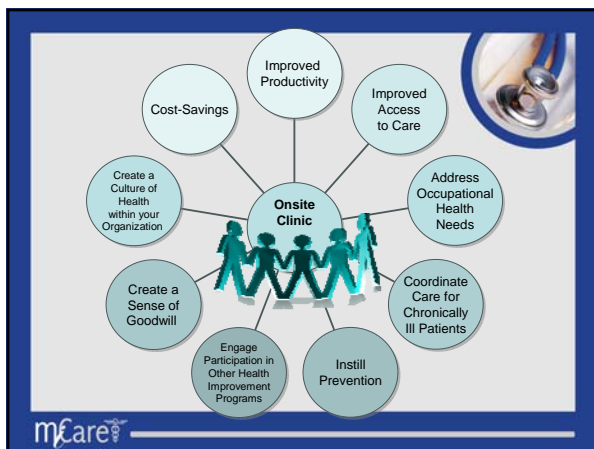 Improved
Productivity
Improved
Access
to Care
Address
Occupational
Health
Needs
Coordinate
Care for
Chronically
Ill Patients
Instill
Prevention
Engage
Participation in
Other Health
Improvement
Programs
Create a
Sense of
Goodwill
Create a
Culture of
Health
within your
Organization
Cost-Savings
Onsite
Clinic
mCare